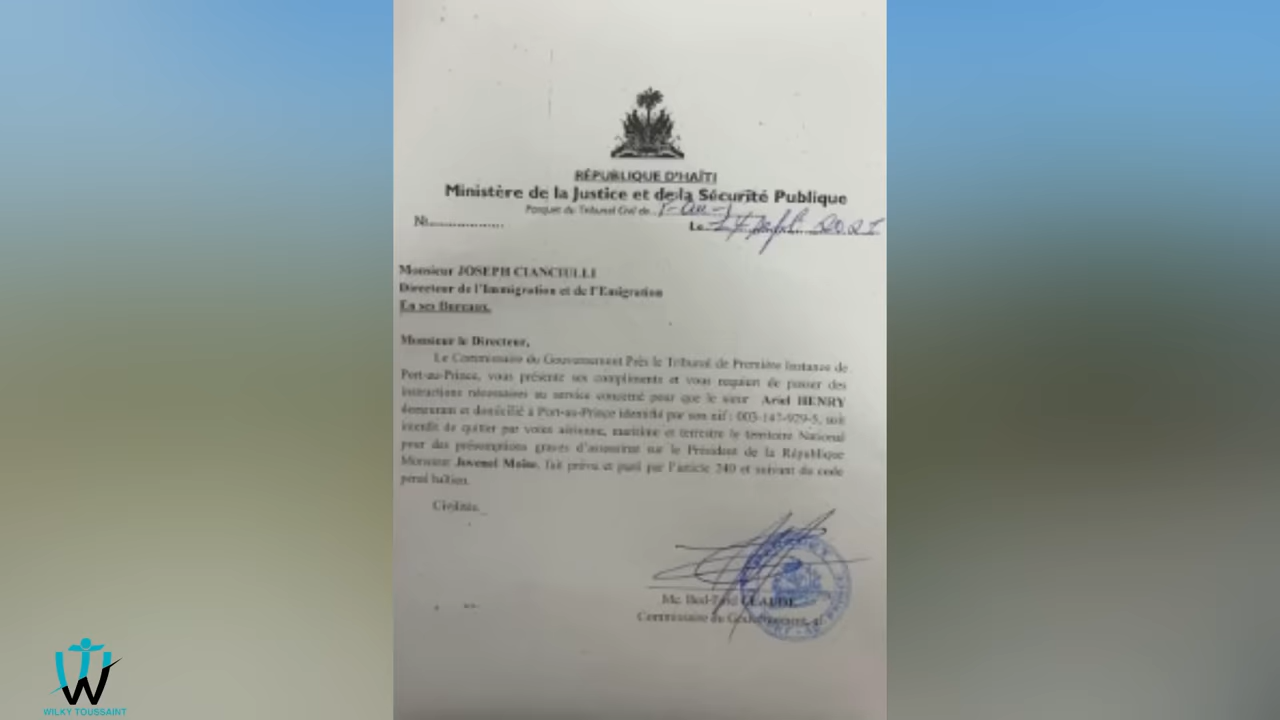 RÉPUBLIQUE D'HAÏTI
Ministère de la Justice et de la Sécurité Publique
Parquet du Tribunal Civil de P-au-P
N:..................
Le 2021
Monsieur JOSEPH CIANCIULLI
Directeur de l'Immigration et de l'Emigration
En ses Bureaux.
Monsieur le Directeur,
Le Commissaire du Gouvernement Près le Tribunal de Première Instance de
Port-au-Prince, vous présente ses compliments et vous requiert de passer des
instructions nécessaires au service concerné pour que le sieur Ariel HENRY
demeurant et domicilié à Port-au-Prince identifié par son nif : 003-147-929-5, soit
interdit de quitter par voies aérienne, maritime et terrestre le territoire National
pour des présomptions graves d'assassinat sur le Président de la République
Monsieur Jovenel Moïse, fait prévu et puni par l'article 240 et suivant du code
pénal haïtien.
Civilités.
Me. Bed-Ford CLAUDE
Commissaire du Gouvernement, ai
WILKY TOUSSAINT